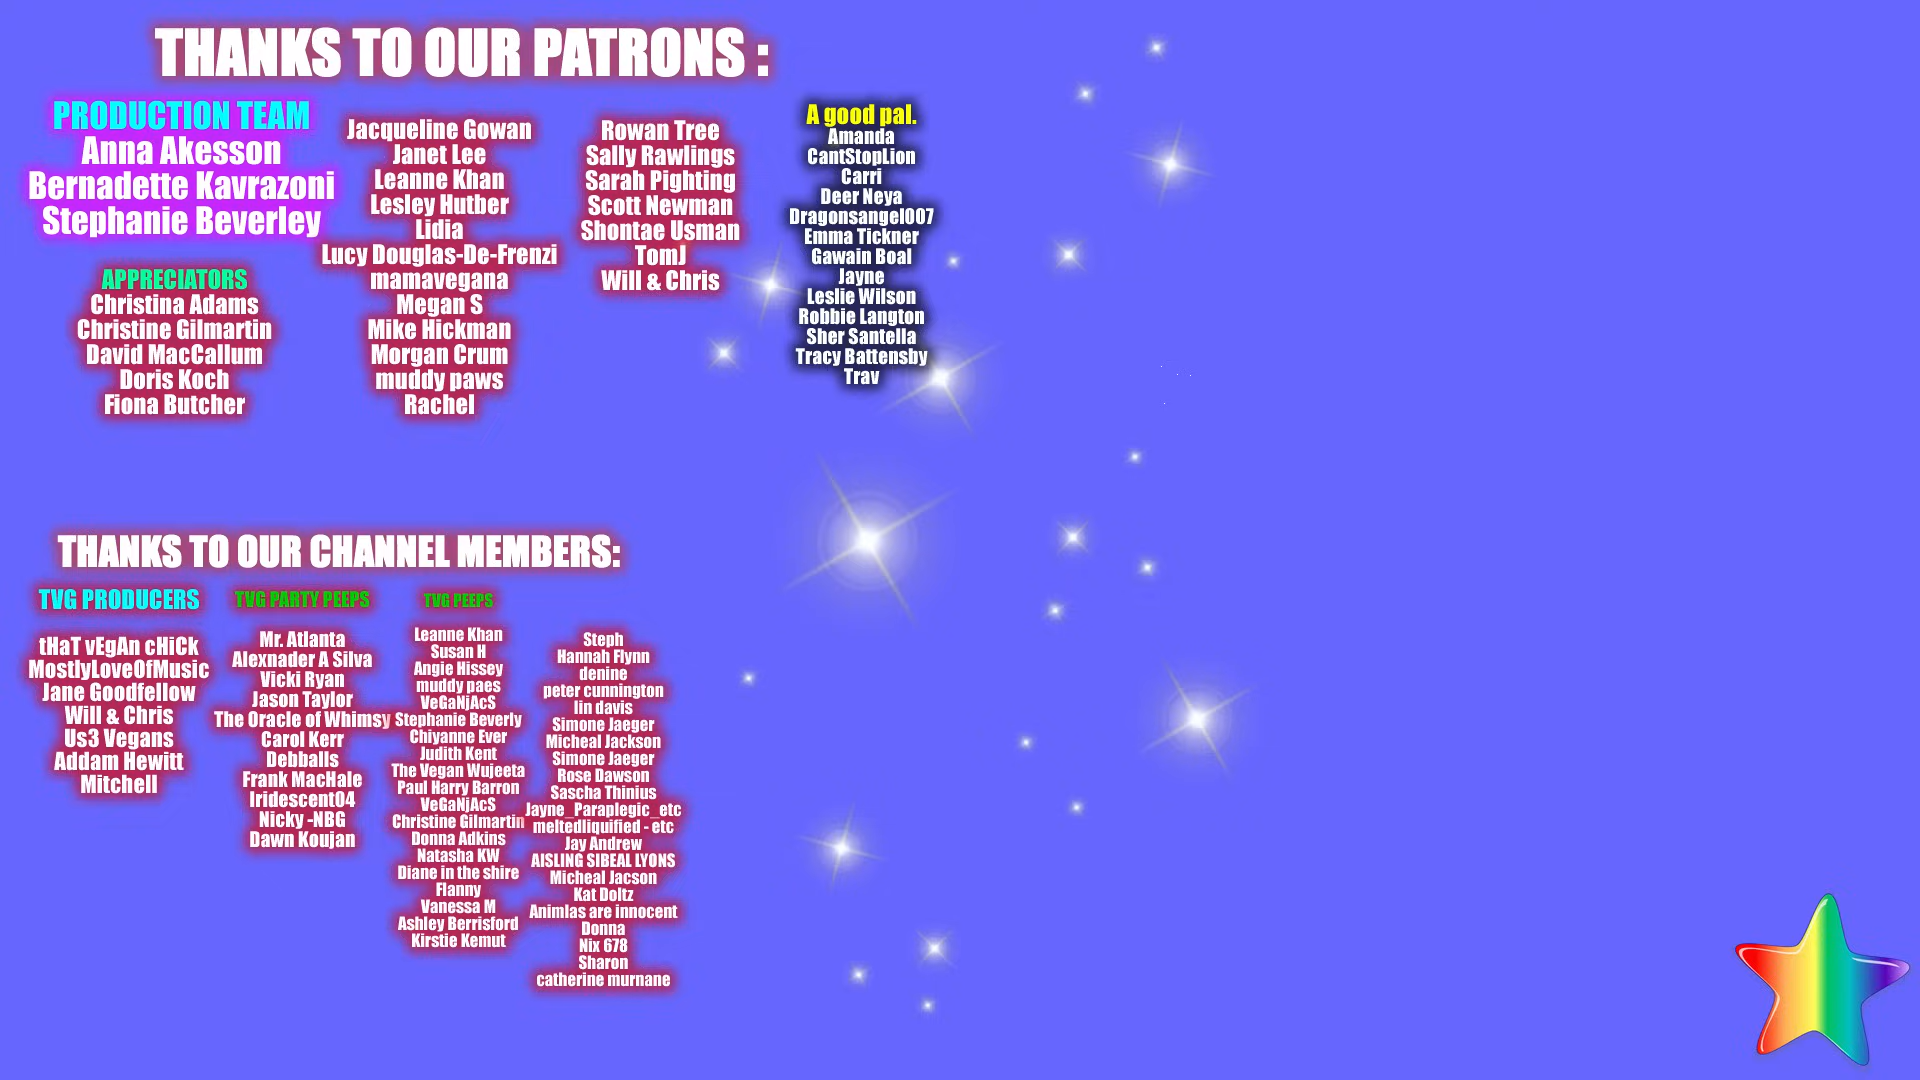 THANKS TO OUR PATRONS :
PRODUCTION TEAM
Anna Akesson
Bernadette Kavrazoni
Stephanie Beverley
APPRECIATORS
Christina Adams
Christine Gilmartin
David MacCallum
Doris Koch
Fiona Butcher
Jacqueline Gowan
Janet Lee
Leanne Khan
Lesley Hutber
Lidia
Lucy Douglas-De-Frenzi
mamavegana
Megan S
Mike Hickman
Morgan Crum
muddy paws
Rachel
Rowan Tree
Sally Rawlings
Sarah Pighting
Scott Newman
Shontae Usman
TomJ
Will & Chris
A good pal.
Amanda
CantStopLion
Carri
Deer Neya
Dragonsangel007
Emma Tickner
Gawain Boal
Jayne
Leslie Wilson
Robbie Langton
Sher Santella
Tracy Battensby
Trav
THANKS TO OUR CHANNEL MEMBERS:
TVG PRODUCERS
tHaT vEgAn cHiCk
MostlyLoveOfMusic
Jane Goodfellow
Will & Chris
Us3 Vegans
Addam Hewitt
Mitchell
TVG PARTY PEEPS
Mr. Atlanta
Alexnader A Silva
Vicki Ryan
Jason Taylor
The Oracle of Whimsy
Carol Kerr
Debballs
Frank MacHale
Iridescent04
Nicky -NBG
Dawn Koujan
TVG PEEPS
Leanne Khan
Susan H
Angie Hissey
muddy paes
VeGaNjAcS
Stephanie Beverly
Chiyanne Ever
Judith Kent
The Vegan Wujeeta
Paul Harry Barron
VeGaNjAcS
Christine Gilmartin
Donna Adkins
Natasha KW
Diane in the shire
Flanny
Vanessa M
Ashley Berrisford
Kirstie Kemut
Steph
Hannah Flynn
denine
peter cunnington
lin davis
Simone Jaeger
Micheal Jackson
Simone Jaeger
Rose Dawson
Sascha Thinius
Jayne_Paraplegic_etc
meltedliquified - etc
Jay Andrew
AISLING SIBEAL LYONS
Micheal Jacson
Kat Doltz
Animlas are innocent
Donna
Nix 678
Sharon
catherine murnane